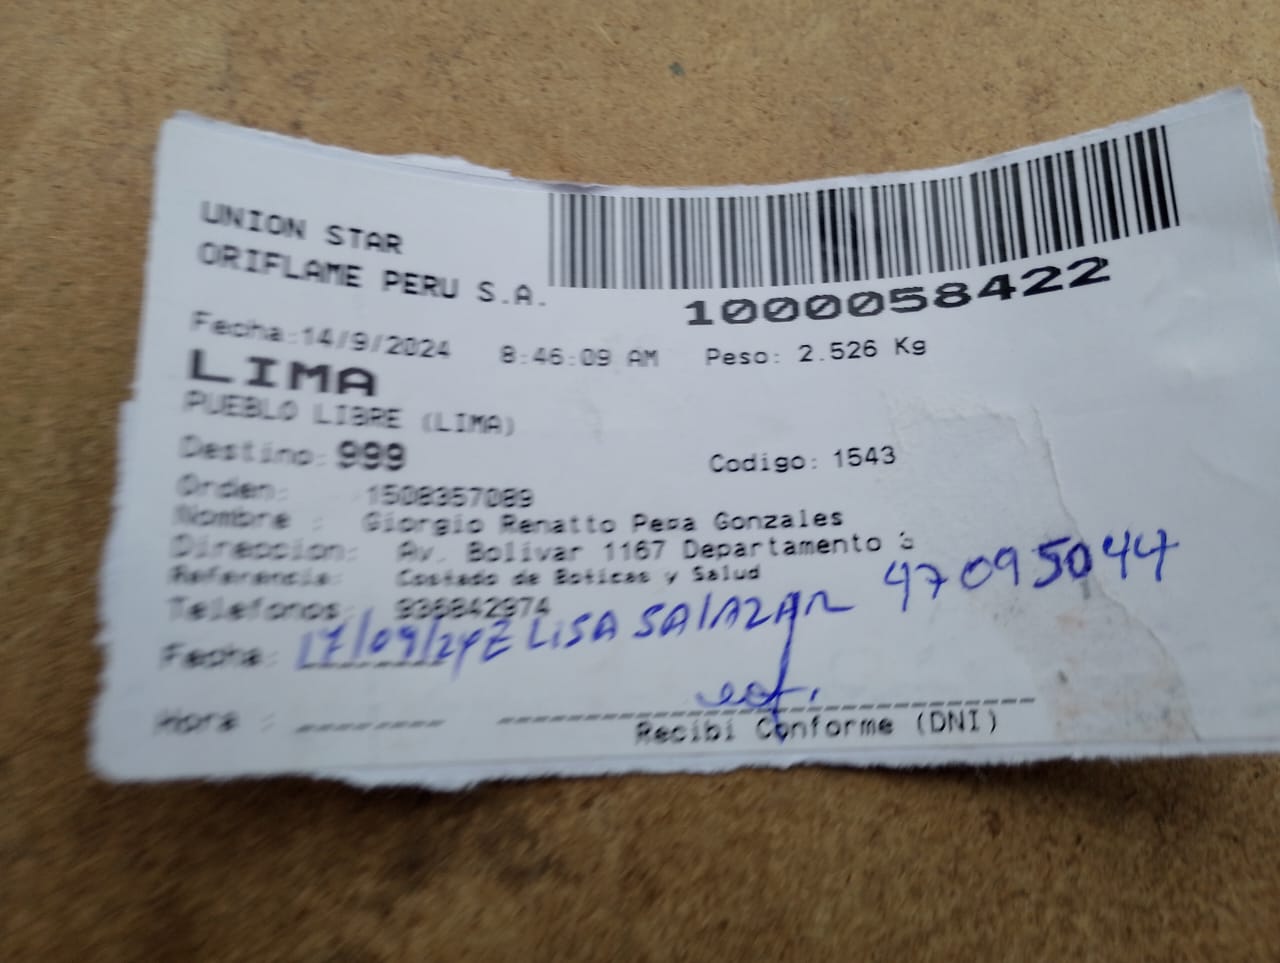 UNION STAR
ORIFLAME PERU S.A.
1000058422
Fecha:14/9/2024 8:46:09 AM Peso: 2.526 Kg
LIMA
PUEBLO LIBRE (LIMA)
Destino: 999 Codigo: 1543
Orden: 1508357089
Nombre : Giorgio Renatto Gonzales
Direccion: Av. Bolivar 1167 Departamento
Referencia: Costado de Boticas y Salud
Telefonos: 936842974
Fecha: 17/09/24 ELISA SALAZAR 47095044
Hora :
Recibi Conforme (DNI)